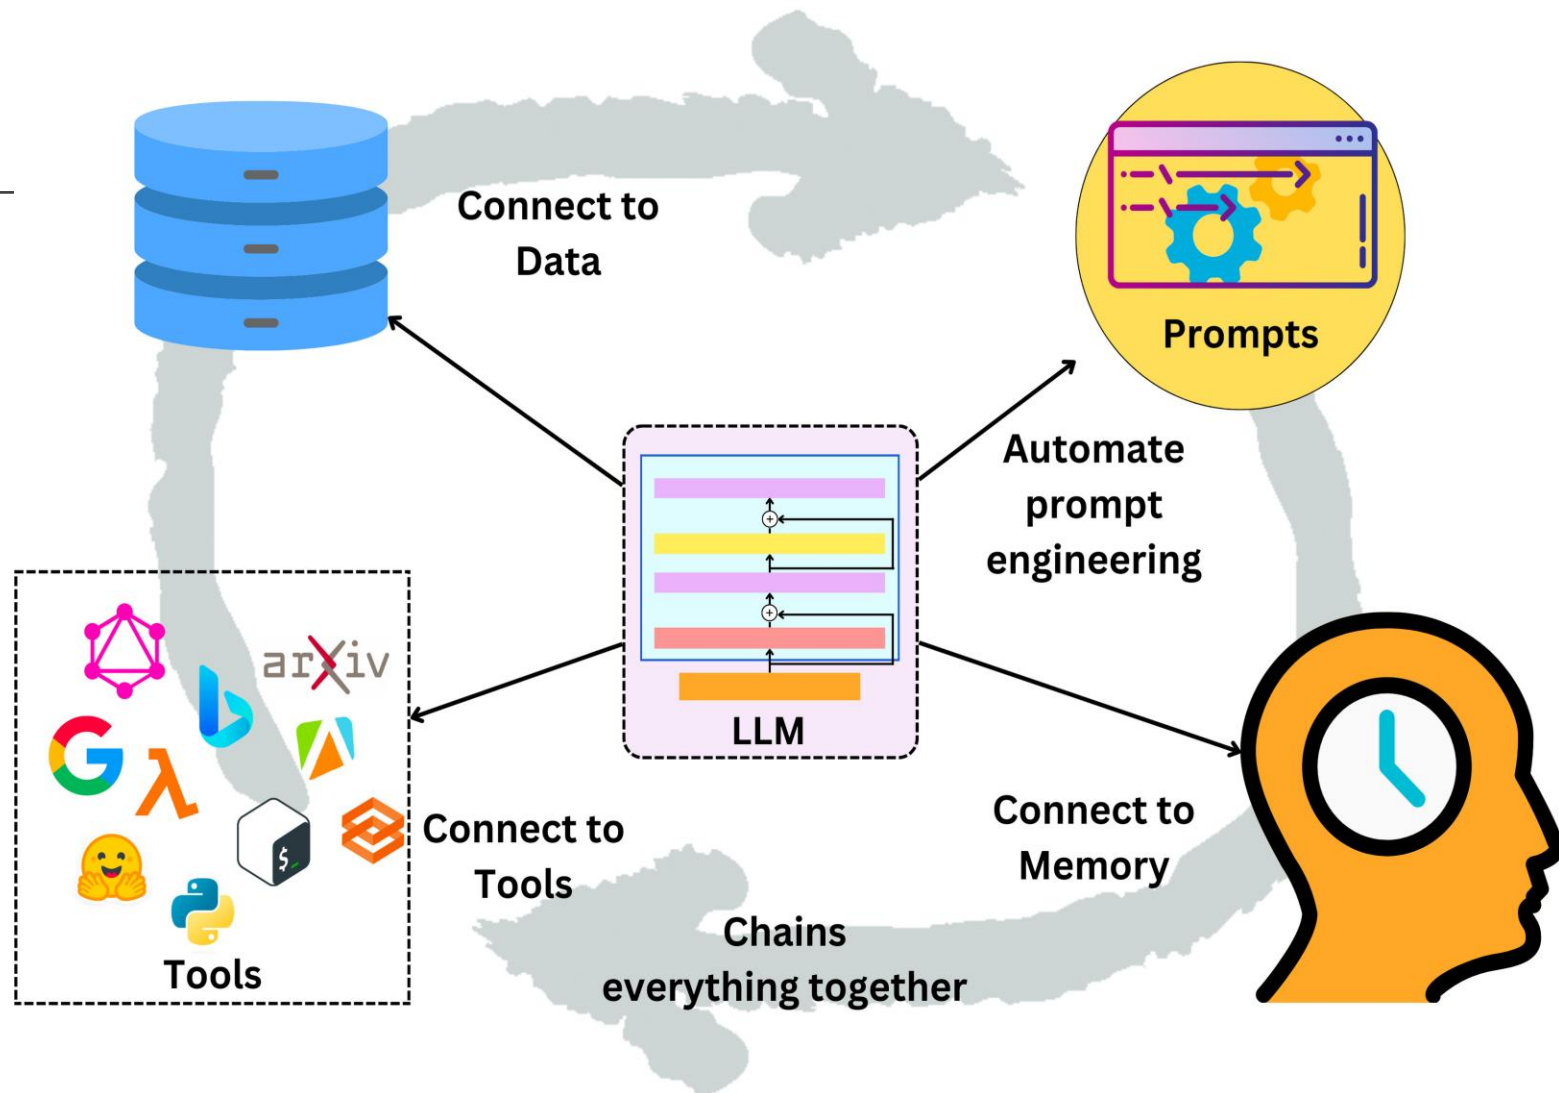 Connect to
Data
Prompts
Automate
prompt
engineering
LLM
arXiv
$_
Tools
Connect to
Tools
Connect to
Memory
Chains
everything together